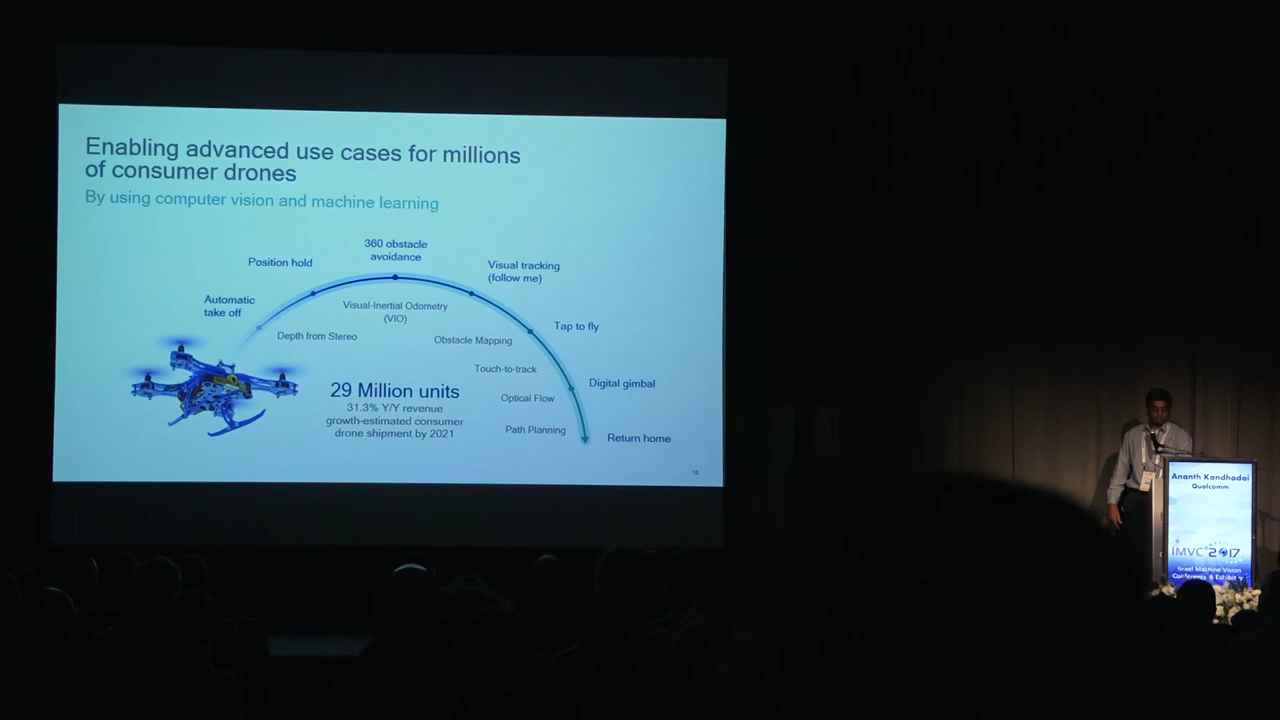 Enabling advanced use cases for millions
of consumer drones
By using computer vision and machine learning
360 obstacle
avoidance
Position hold
Visual tracking
(follow me)
Automatic
take off
Visual-Inertial Odometry
(VIO)
Tap to fly
Depth from Stereo
Obstacle Mapping
Touch-to-track
Digital gimbal
29 Million units
31.3% Y/Y revenue
growth-estimated consumer
drone shipment by 2021
Optical Flow
Path Planning
Return home
Ananth Kandhadai
Qualcomm
IMVC 2017
Israel Machine Vision
Conference &